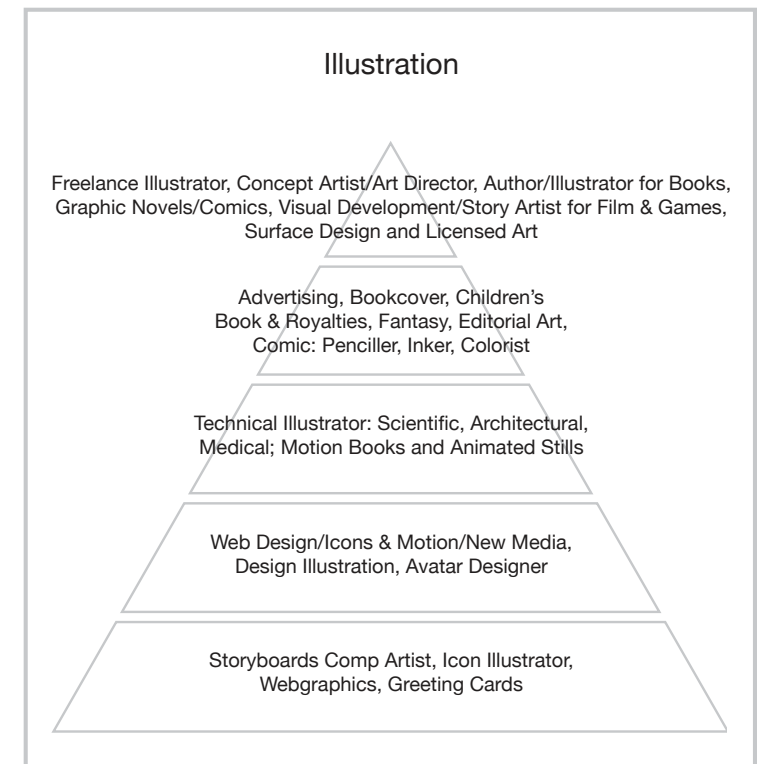 Illustration
Freelance Illustrator, Concept Artist/Art Director, Author/Illustrator for Books,
Graphic Novels/Comics, Visual Development/Story Artist for Film & Games,
Surface Design and Licensed Art
Advertising, Bookcover, Children’s
Book & Royalties, Fantasy, Editorial Art,
Comic: Penciller, Inker, Colorist
Technical Illustrator: Scientific, Architectural,
Medical; Motion Books and Animated Stills
Web Design/Icons & Motion/New Media,
Design Illustration, Avatar Designer
Storyboards Comp Artist, Icon Illustrator,
Webgraphics, Greeting Cards